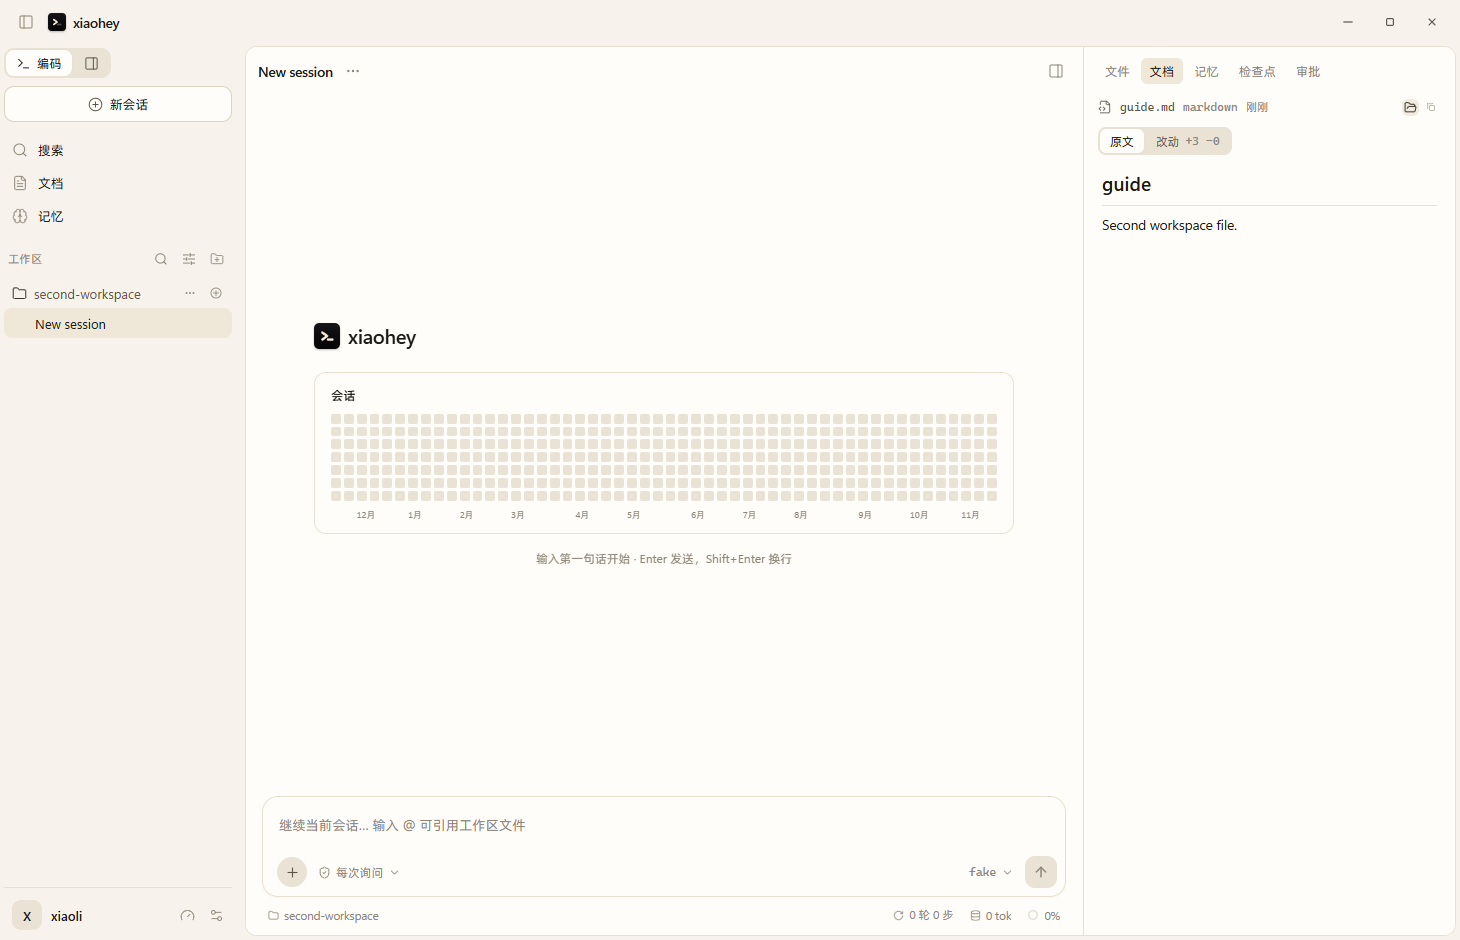 xiaohey
编码
新会话
搜索
文档
记忆
工作区
second-workspace
New session
X xiaoli
New session
xiaohey
会话
12月 1月 2月 3月 4月 5月 6月 7月 8月 9月 10月 11月
输入第一句话开始 · Enter 发送，Shift+Enter 换行
继续当前会话... 输入 @ 可引用工作区文件
每次询问
fake
second-workspace
0 轮 0 步 0 tok 0%
文件 文档 记忆 检查点 审批
guide.md markdown 刚刚
原文 改动 +3 −0
guide
Second workspace file.